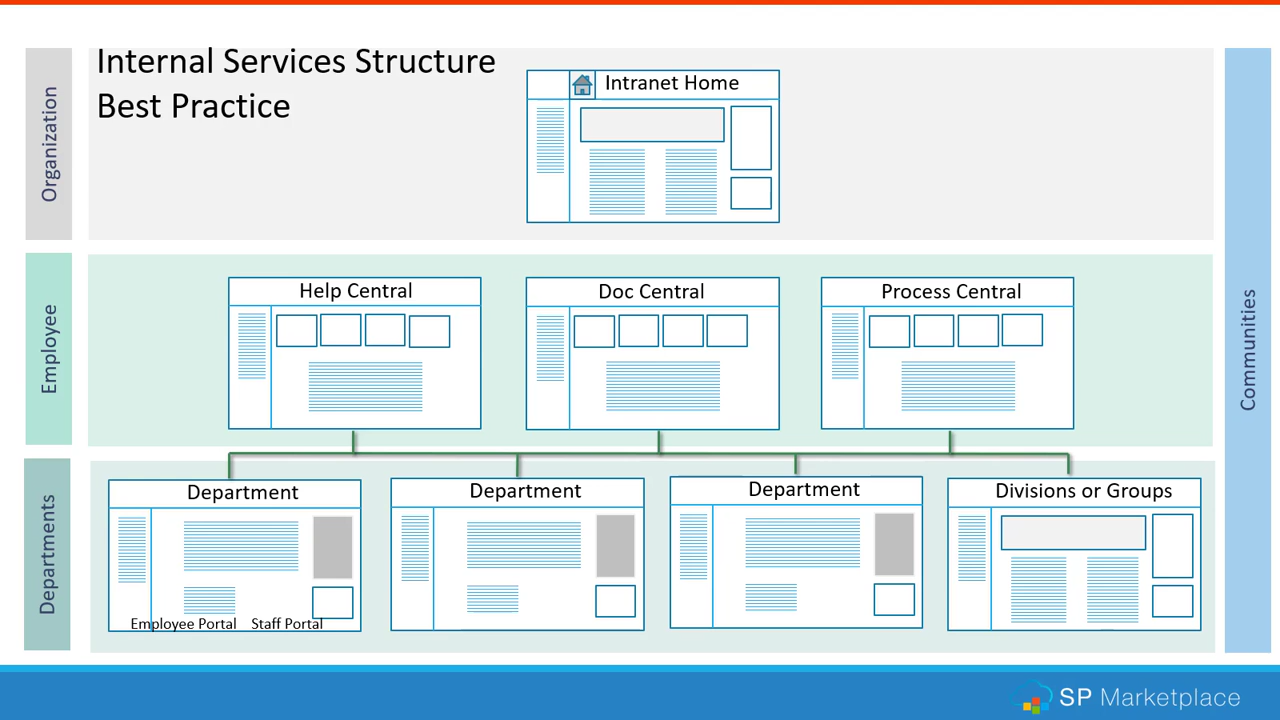 Internal Services Structure
Best Practice
Organization
Intranet Home
Employee
Help Central
Doc Central
Process Central
Communities
Departments
Department
Department
Department
Divisions or Groups
Employee Portal Staff Portal
SP Marketplace